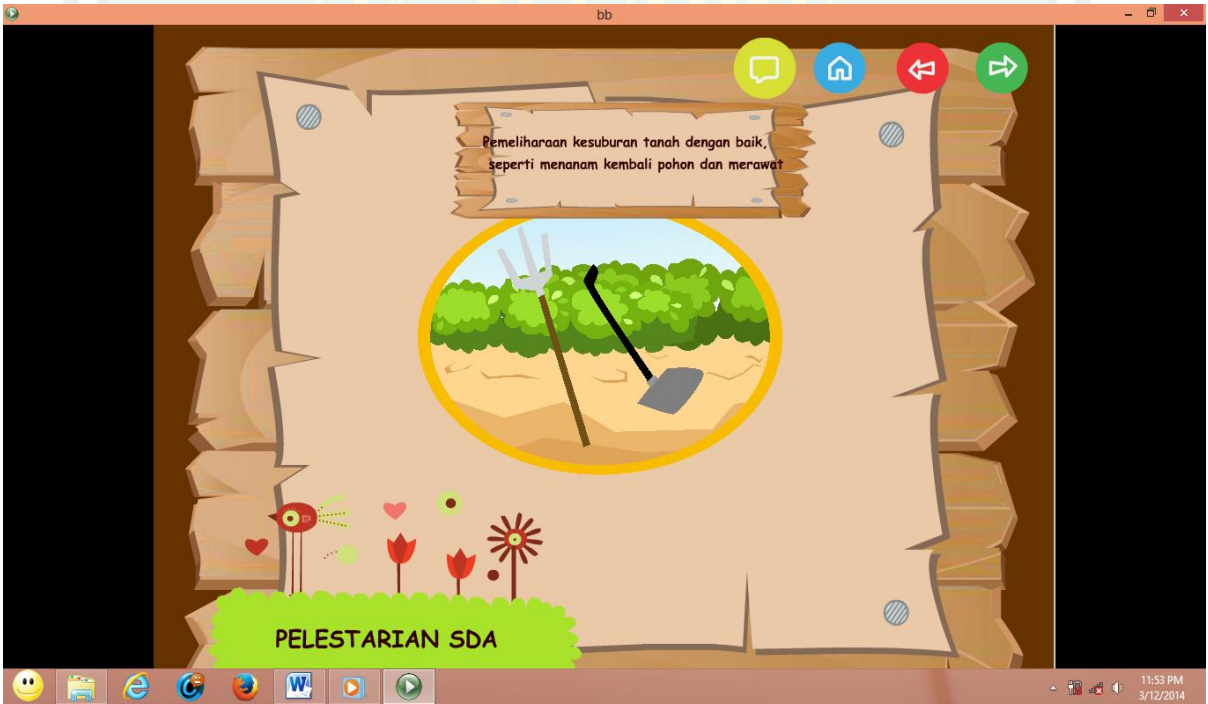 bb
Pemeliharaan kesuburan tanah dengan baik,
seperti menanam kembali pohon dan merawat
PELESTARIAN SDA
11:53 PM
3/12/2014